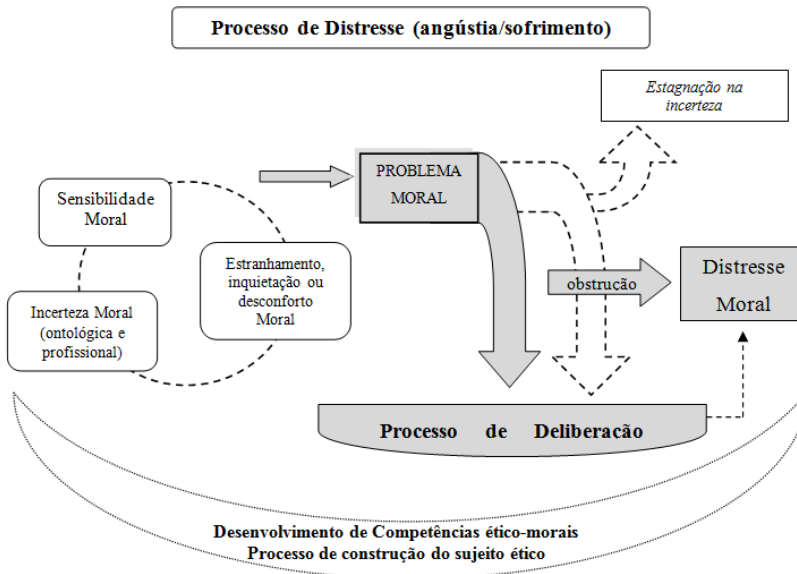 Processo de Distresse (angústia/sofrimento)
Estagnação na
incerteza
PROBLEMA
MORAL
Sensibilidade
Moral
Estranhamento,
inquietação ou
desconforto
Moral
Incerteza Moral
(ontológica e
profissional)
obstrução
Distresse
Moral
Processo de Deliberação
Desenvolvimento de Competências ético-morais
Processo de construção do sujeito ético